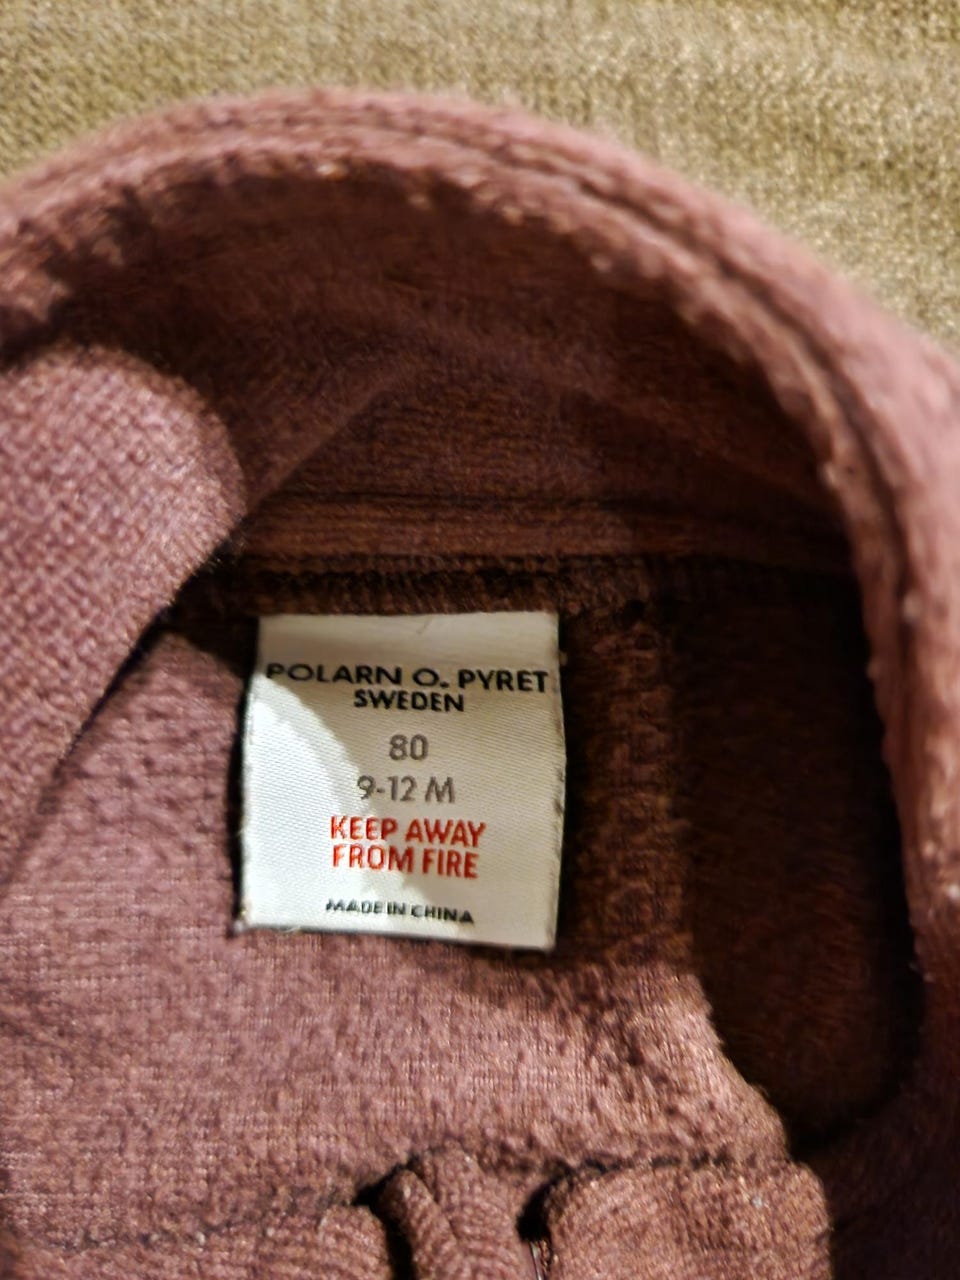 POLARN O. PYRET
SWEDEN
80
9-12 M
KEEP AWAY
FROM FIRE
MADE IN CHINA